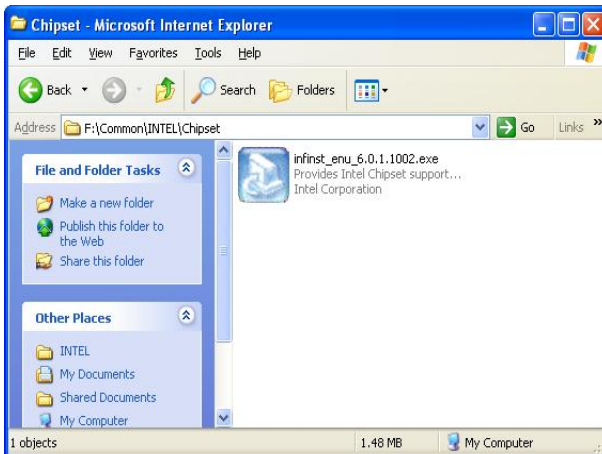 Chipset - Microsoft Internet Explorer
File Edit View Favorites Tools Help
Back Search Folders
Address F:\Common\INTEL\Chipset Go Links »
File and Folder Tasks
Make a new folder
Publish this folder to
the Web
Share this folder
Other Places
INTEL
My Documents
Shared Documents
My Computer
infinst_enu_6.0.1.1002.exe
Provides Intel Chipset support...
Intel Corporation
1 objects 1.48 MB My Computer